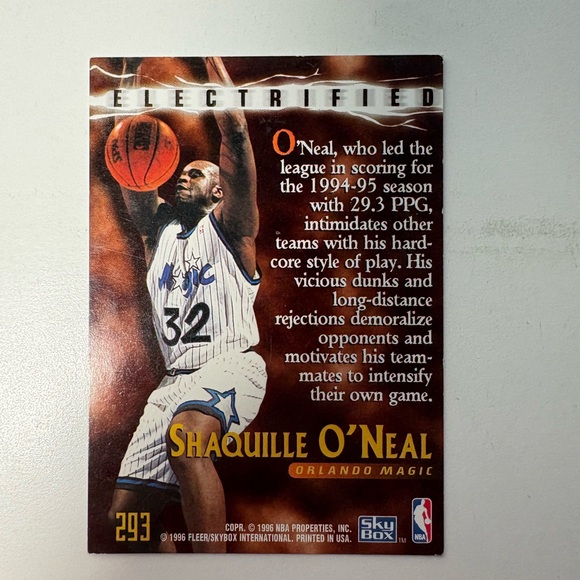 ELECTRIFIED
O'Neal, who led the
league in scoring for
the 1994-95 season
with 29.3 PPG,
intimidates other
teams with his hard-
core style of play. His
vicious dunks and
long-distance
rejections demoralize
opponents and
motivates his team-
mates to intensify
their own game.
MAGIC
32
SHAQUILLE O'NEAL
ORLANDO MAGIC
293
COPR. © 1996 NBA PROPERTIES, INC.
© 1996 FLEER/SKYBOX INTERNATIONAL. PRINTED IN USA.
SKY
BOX TM
NBA